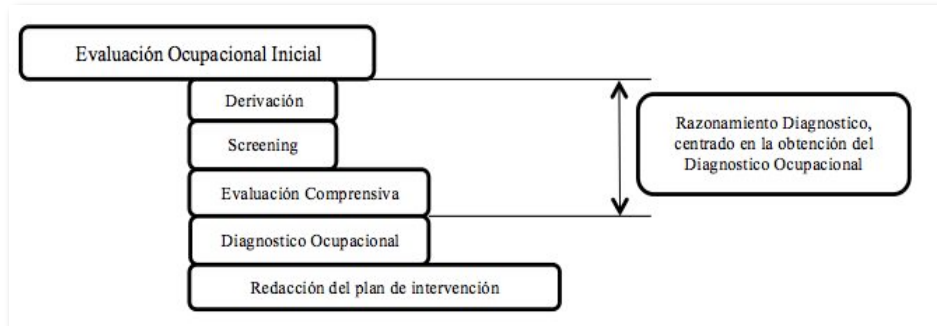 Evaluación Ocupacional Inicial
Derivación
Screening
Evaluación Comprensiva
Diagnostico Ocupacional
Redacción del plan de intervención
Razonamiento Diagnostico,
centrado en la obtención del
Diagnostico Ocupacional